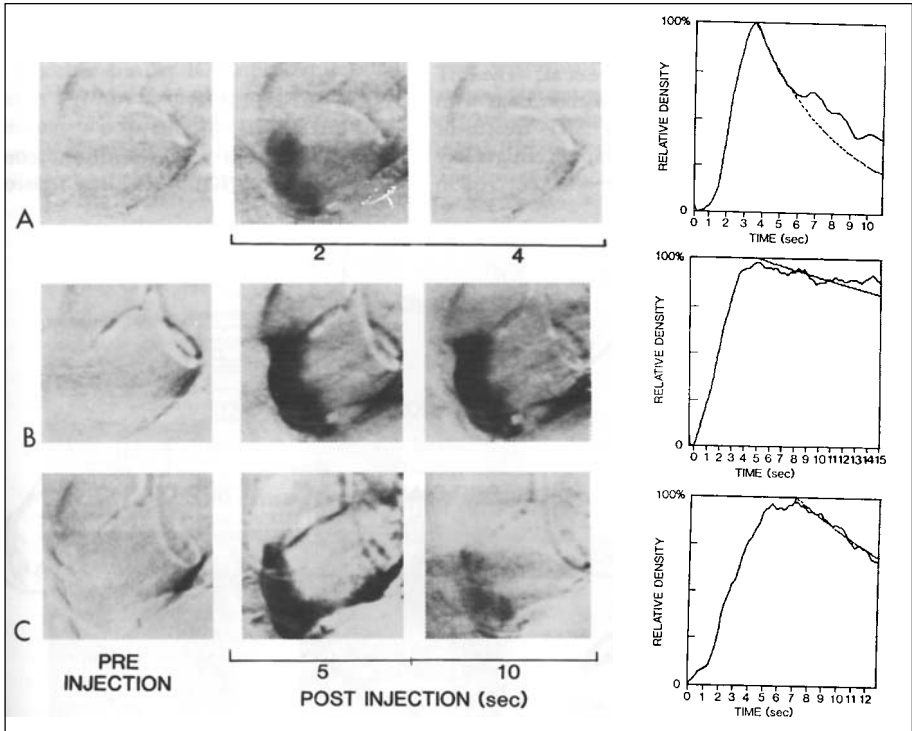 A
2
4
B
C
PRE
INJECTION
5
10
POST INJECTION (sec)
100%
RELATIVE DENSITY
0
0 1 2 3 4 5 6 7 8 9 10
TIME (sec)
100%
RELATIVE DENSITY
0
0 1 2 3 4 5 6 7 8 9 10 11 12 13 14 15
TIME (sec)
100%
RELATIVE DENSITY
0
0 1 2 3 4 5 6 7 8 9 10 11 12
TIME (sec)